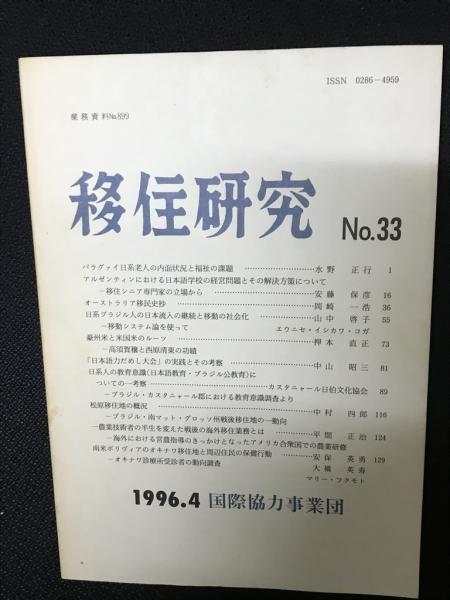 ISSN 0286-4959
業務資料No.899
移住研究 No.33
パラグァイ日系老人の内面状況と福祉の課題 ……………水野 正行 1
アルゼンティンにおける日本語学校の経営問題とその解決方策について
-移住シニア専門家の立場から ……………安藤 保彦 16
オーストラリア移民史抄 ……………岡崎 一浩 36
日系ブラジル人の日本流入の継続と移動の社会化 ……………山中 啓子 55
-移動システム論を使って エウニセ・イシカワ・コガ
豪州米と米国米のルーツ ……………押本 直正 73
-高須賀穣と西原清東の功績
「日本語力だめし大会」の実践とその考察 ……………中山 昭三 81
日系人の教育意識(日本語教育・ブラジル公教育)に
ついての考察 ……………カスタニャール日伯文化協会 89
-ブラジル・カスタニャール郡における教育意識調査より
松原移住地の概況 ……………中村 四郎 116
-ブラジル・南マット・グロッソ州戦後移住地の一動向
一農業技術者の半生を変えた戦後の海外移住業務とは ……………平間 正治 124
-海外における営農指導のきっかけとなったアメリカ合衆国での農業研修
南米ボリヴィアのオキナワ移住地と周辺住民の保健行動 ……………安保 英勇 129
-オキナワ診療所受診者の動向調査 大橋 英寿
マリー・フクモト
1996.4 国際協力事業団